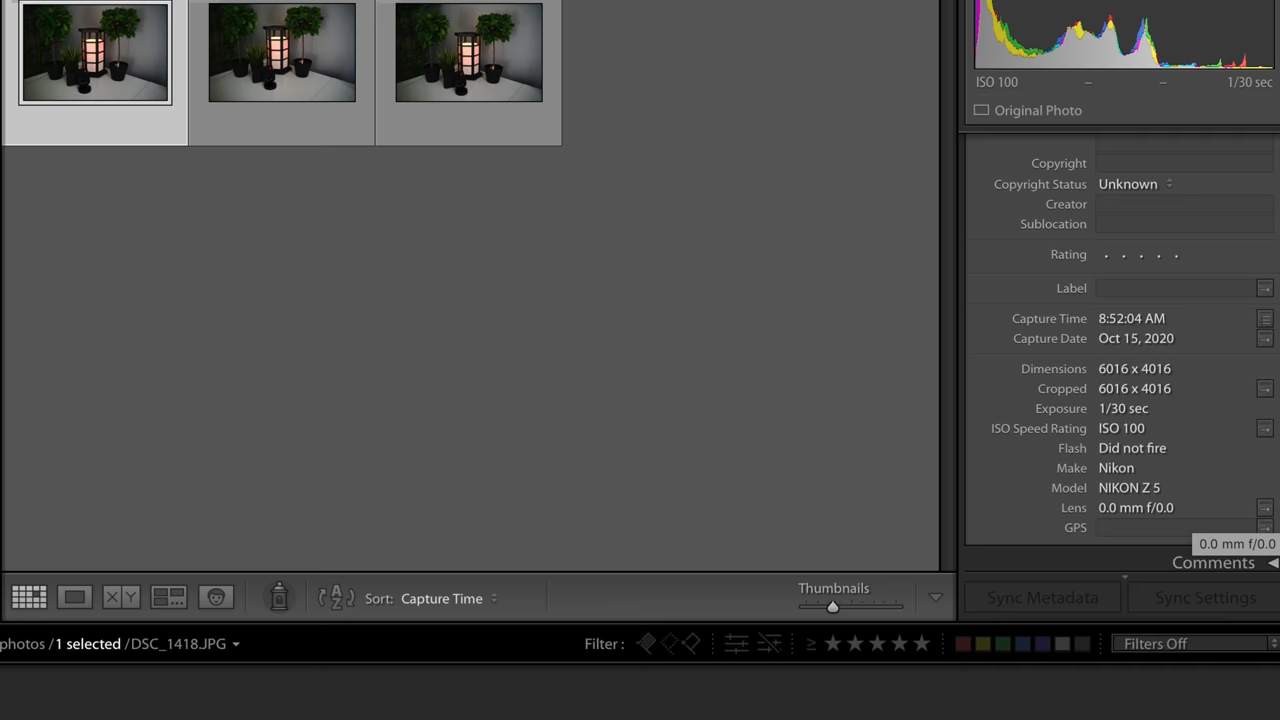 ISO 100 – – 1/30 sec
Original Photo
Copyright
Copyright Status Unknown
Creator
Sublocation
Rating . . . . .
Label
Capture Time 8:52:04 AM
Capture Date Oct 15, 2020
Dimensions 6016 x 4016
Cropped 6016 x 4016
Exposure 1/30 sec
ISO Speed Rating ISO 100
Flash Did not fire
Make Nikon
Model NIKON Z 5
Lens 0.0 mm f/0.0
GPS
0.0 mm f/0.0
Comments
Sync Metadata Sync Settings
X Y A Z Sort: Capture Time Thumbnails
photos / 1 selected / DSC_1418.JPG Filter : ≥ ★★★★★ Filters Off